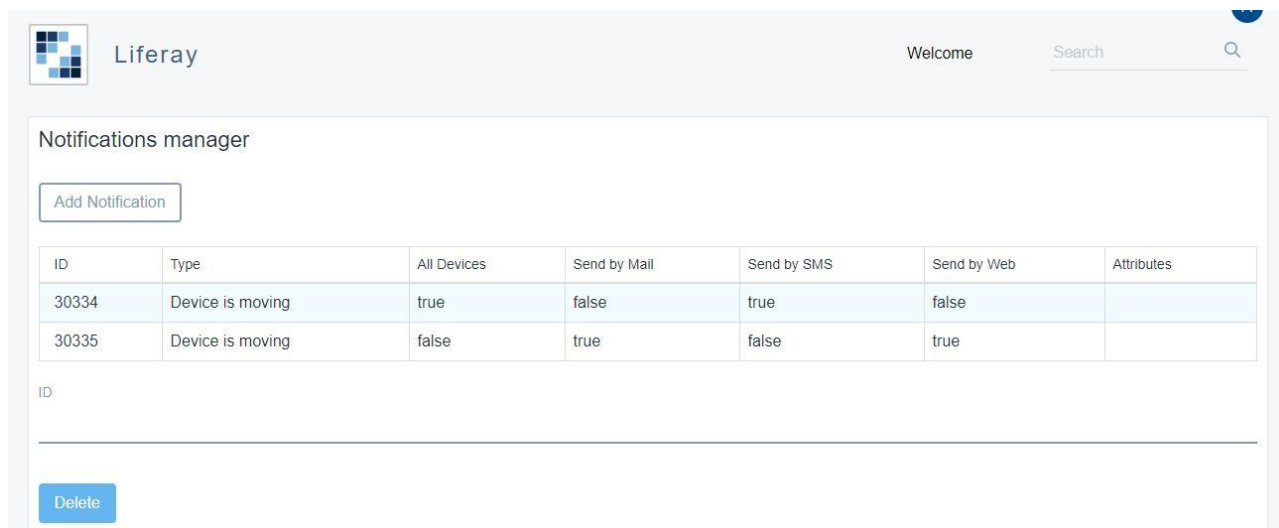 Liferay
Welcome Search
Notifications manager
Add Notification
ID Type All Devices Send by Mail Send by SMS Send by Web Attributes
30334 Device is moving true false true false
30335 Device is moving false true false true
ID
Delete